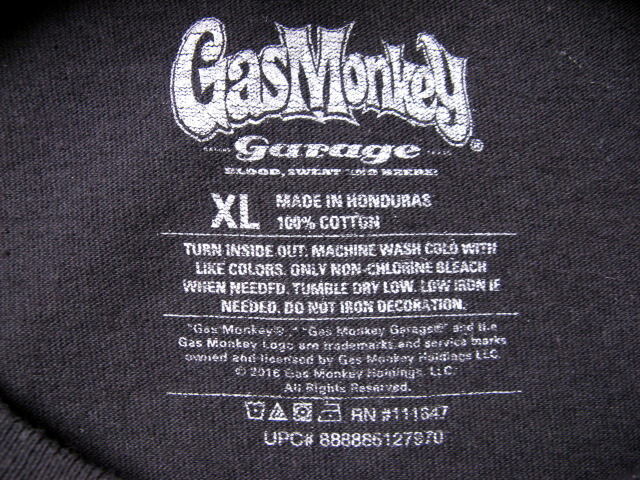 GasMonkey
Garage
BLOOD, SWEAT AND BEERS
XL MADE IN HONDURAS
100% COTTON
TURN INSIDE OUT. MACHINE WASH COLD WITH
LIKE COLORS. ONLY NON-CHLORINE BLEACH
WHEN NEEDED. TUMBLE DRY LOW. LOW IRON IF
NEEDED. DO NOT IRON DECORATION.
"Gas Monkey®," "Gas Monkey Garage®" and the
Gas Monkey Logo are trademarks and service marks
owned and licensed by Gas Monkey Holdings LLC.
© 2016 Gas Monkey Holdings, LLC.
All Rights Reserved.
RN #111647
UPC# 888886127970